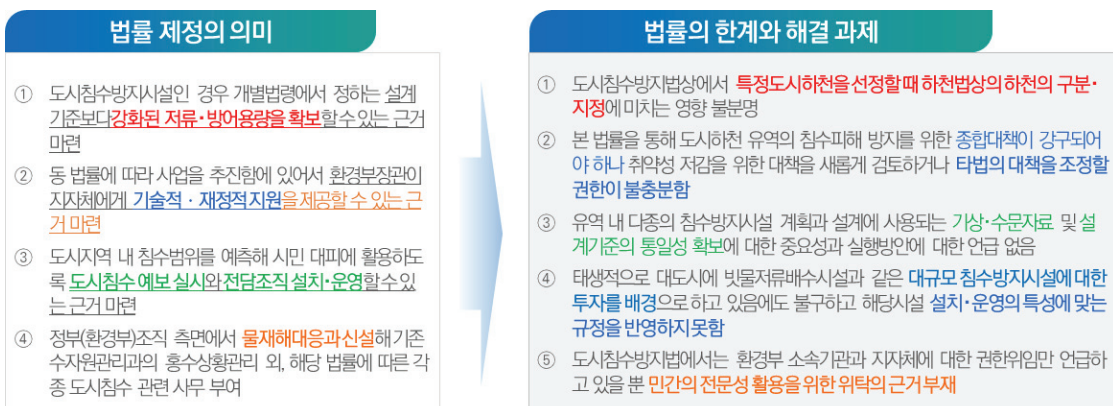 법률 제정의 의미
① 도시침수방지시설인 경우 개별법령에서 정하는 설계
기준보다강화된 저류·방어용량을 확보할 수 있는 근거
마련
② 동 법률에 따라 사업을 추진함에 있어서 환경부장관이
지자체에게 기술적 · 재정적지원을 제공할 수 있는 근
거 마련
③ 도시지역 내 침수범위를 예측해 시민 대피에 활용하도
록 도시침수 예보 실시와 전담조직 설치·운영할 수 있
는 근거 마련
④ 정부(환경부)조직 측면에서 물재해대응과 신설해 기존
수자원관리과의 홍수상황관리 외, 해당 법률에 따른 각
종 도시침수 관련 사무 부여
법률의 한계와 해결 과제
① 도시침수방지법상에서 특정도시하천을 선정할 때 하천법상의 하천의 구분·
지정에 미치는 영향 불분명
② 본 법률을 통해 도시하천 유역의 침수피해 방지를 위한 종합대책이 강구되어
야 하나 취약성 저감을 위한 대책을 새롭게 검토하거나 타법의 대책을 조정할
권한이 불충분함
③ 유역 내 다종의 침수방지시설 계획과 설계에 사용되는 기상·수문자료 및 설
계기준의 통일성 확보에 대한 중요성과 실행방안에 대한 언급 없음
④ 태생적으로 대도시에 빗물저류배수시설과 같은 대규모 침수방지시설에 대한
투자를 배경으로 하고 있음에도 불구하고 해당시설 설치·운영의 특성에 맞는
규정을 반영하지 못함
⑤ 도시침수방지법에서는 환경부 소속기관과 지자체에 대한 권한위임만 언급하
고 있을 뿐 민간의 전문성 활용을 위한 위탁의 근거 부재